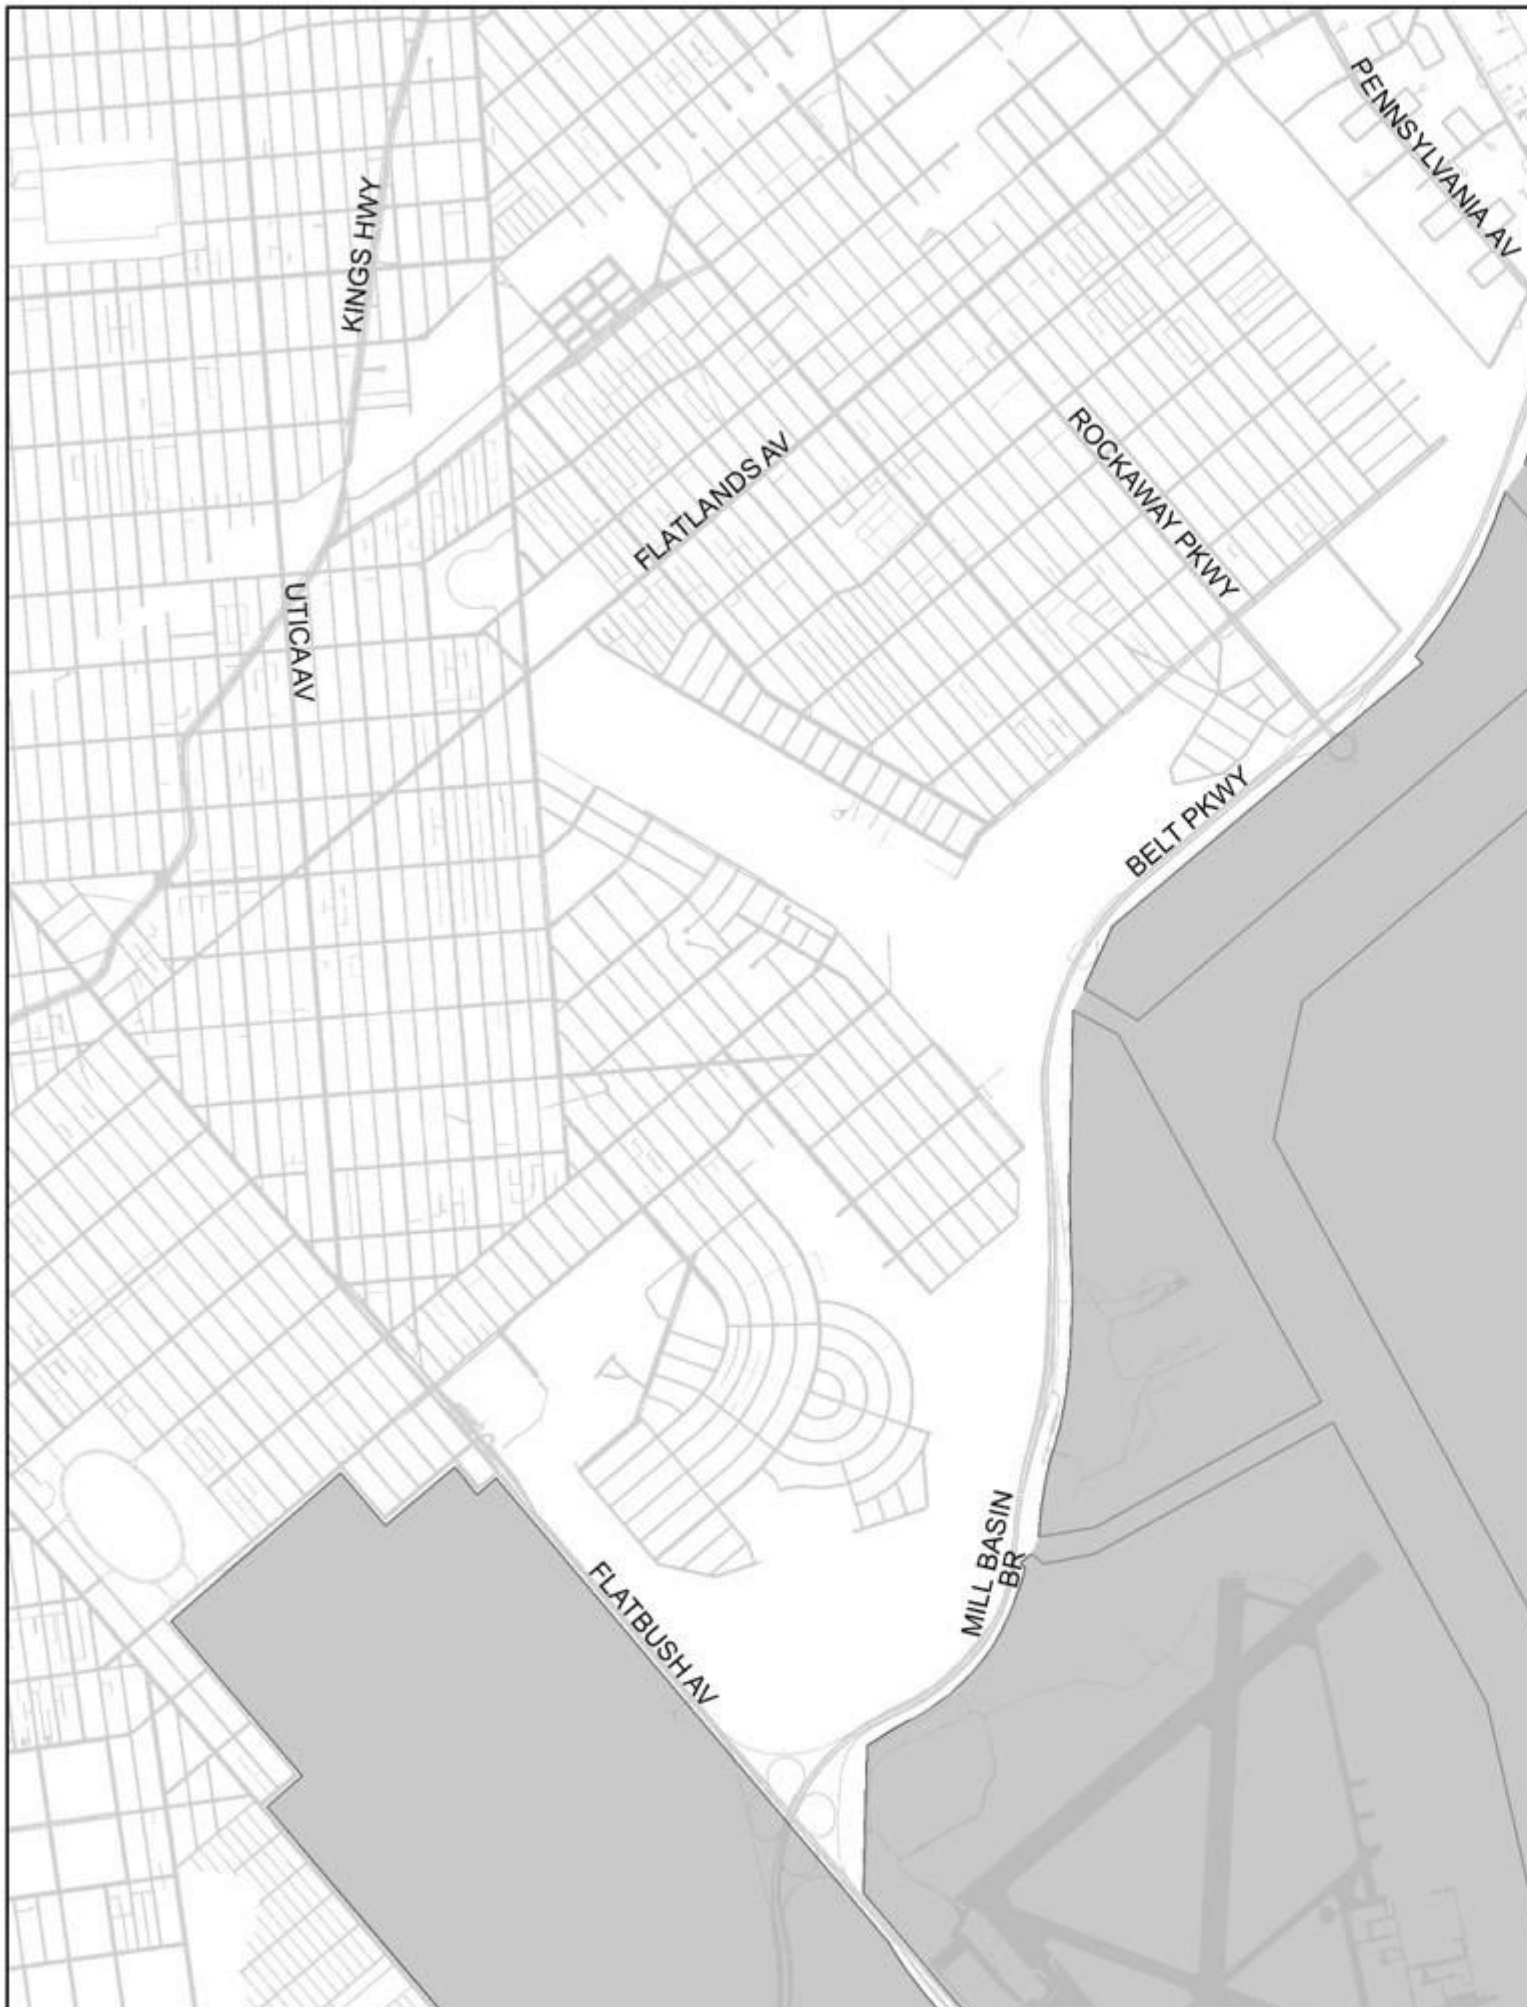 PENNSYLVANIA AV
KINGS HWY
FLATLANDS AV
ROCKAWAY PKWY
UTICA AV
BELT PKWY
MILL BASIN
BR
FLATBUSH AV